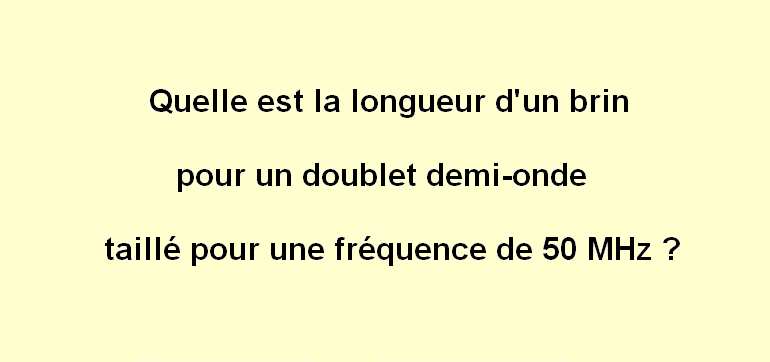 Quelle est la longueur d'un brin
pour un doublet demi-onde
taillé pour une fréquence de 50 MHz ?